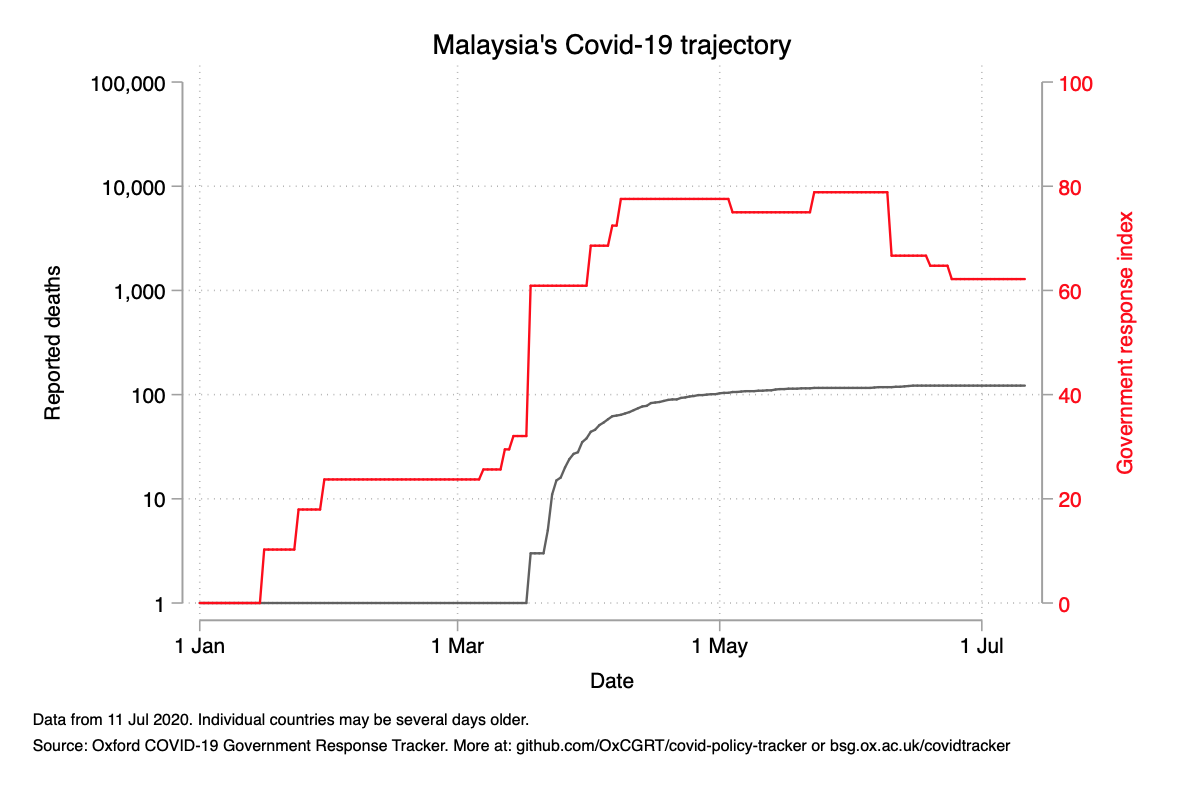 Malaysia's Covid-19 trajectory
100,000
10,000
1,000
100
10
1
Reported deaths
100
80
60
40
20
0
Government response index
1 Jan
1 Mar
1 May
1 Jul
Date
Data from 11 Jul 2020. Individual countries may be several days older.
Source: Oxford COVID-19 Government Response Tracker. More at: github.com/OxCGRT/covid-policy-tracker or bsg.ox.ac.uk/covidtracker